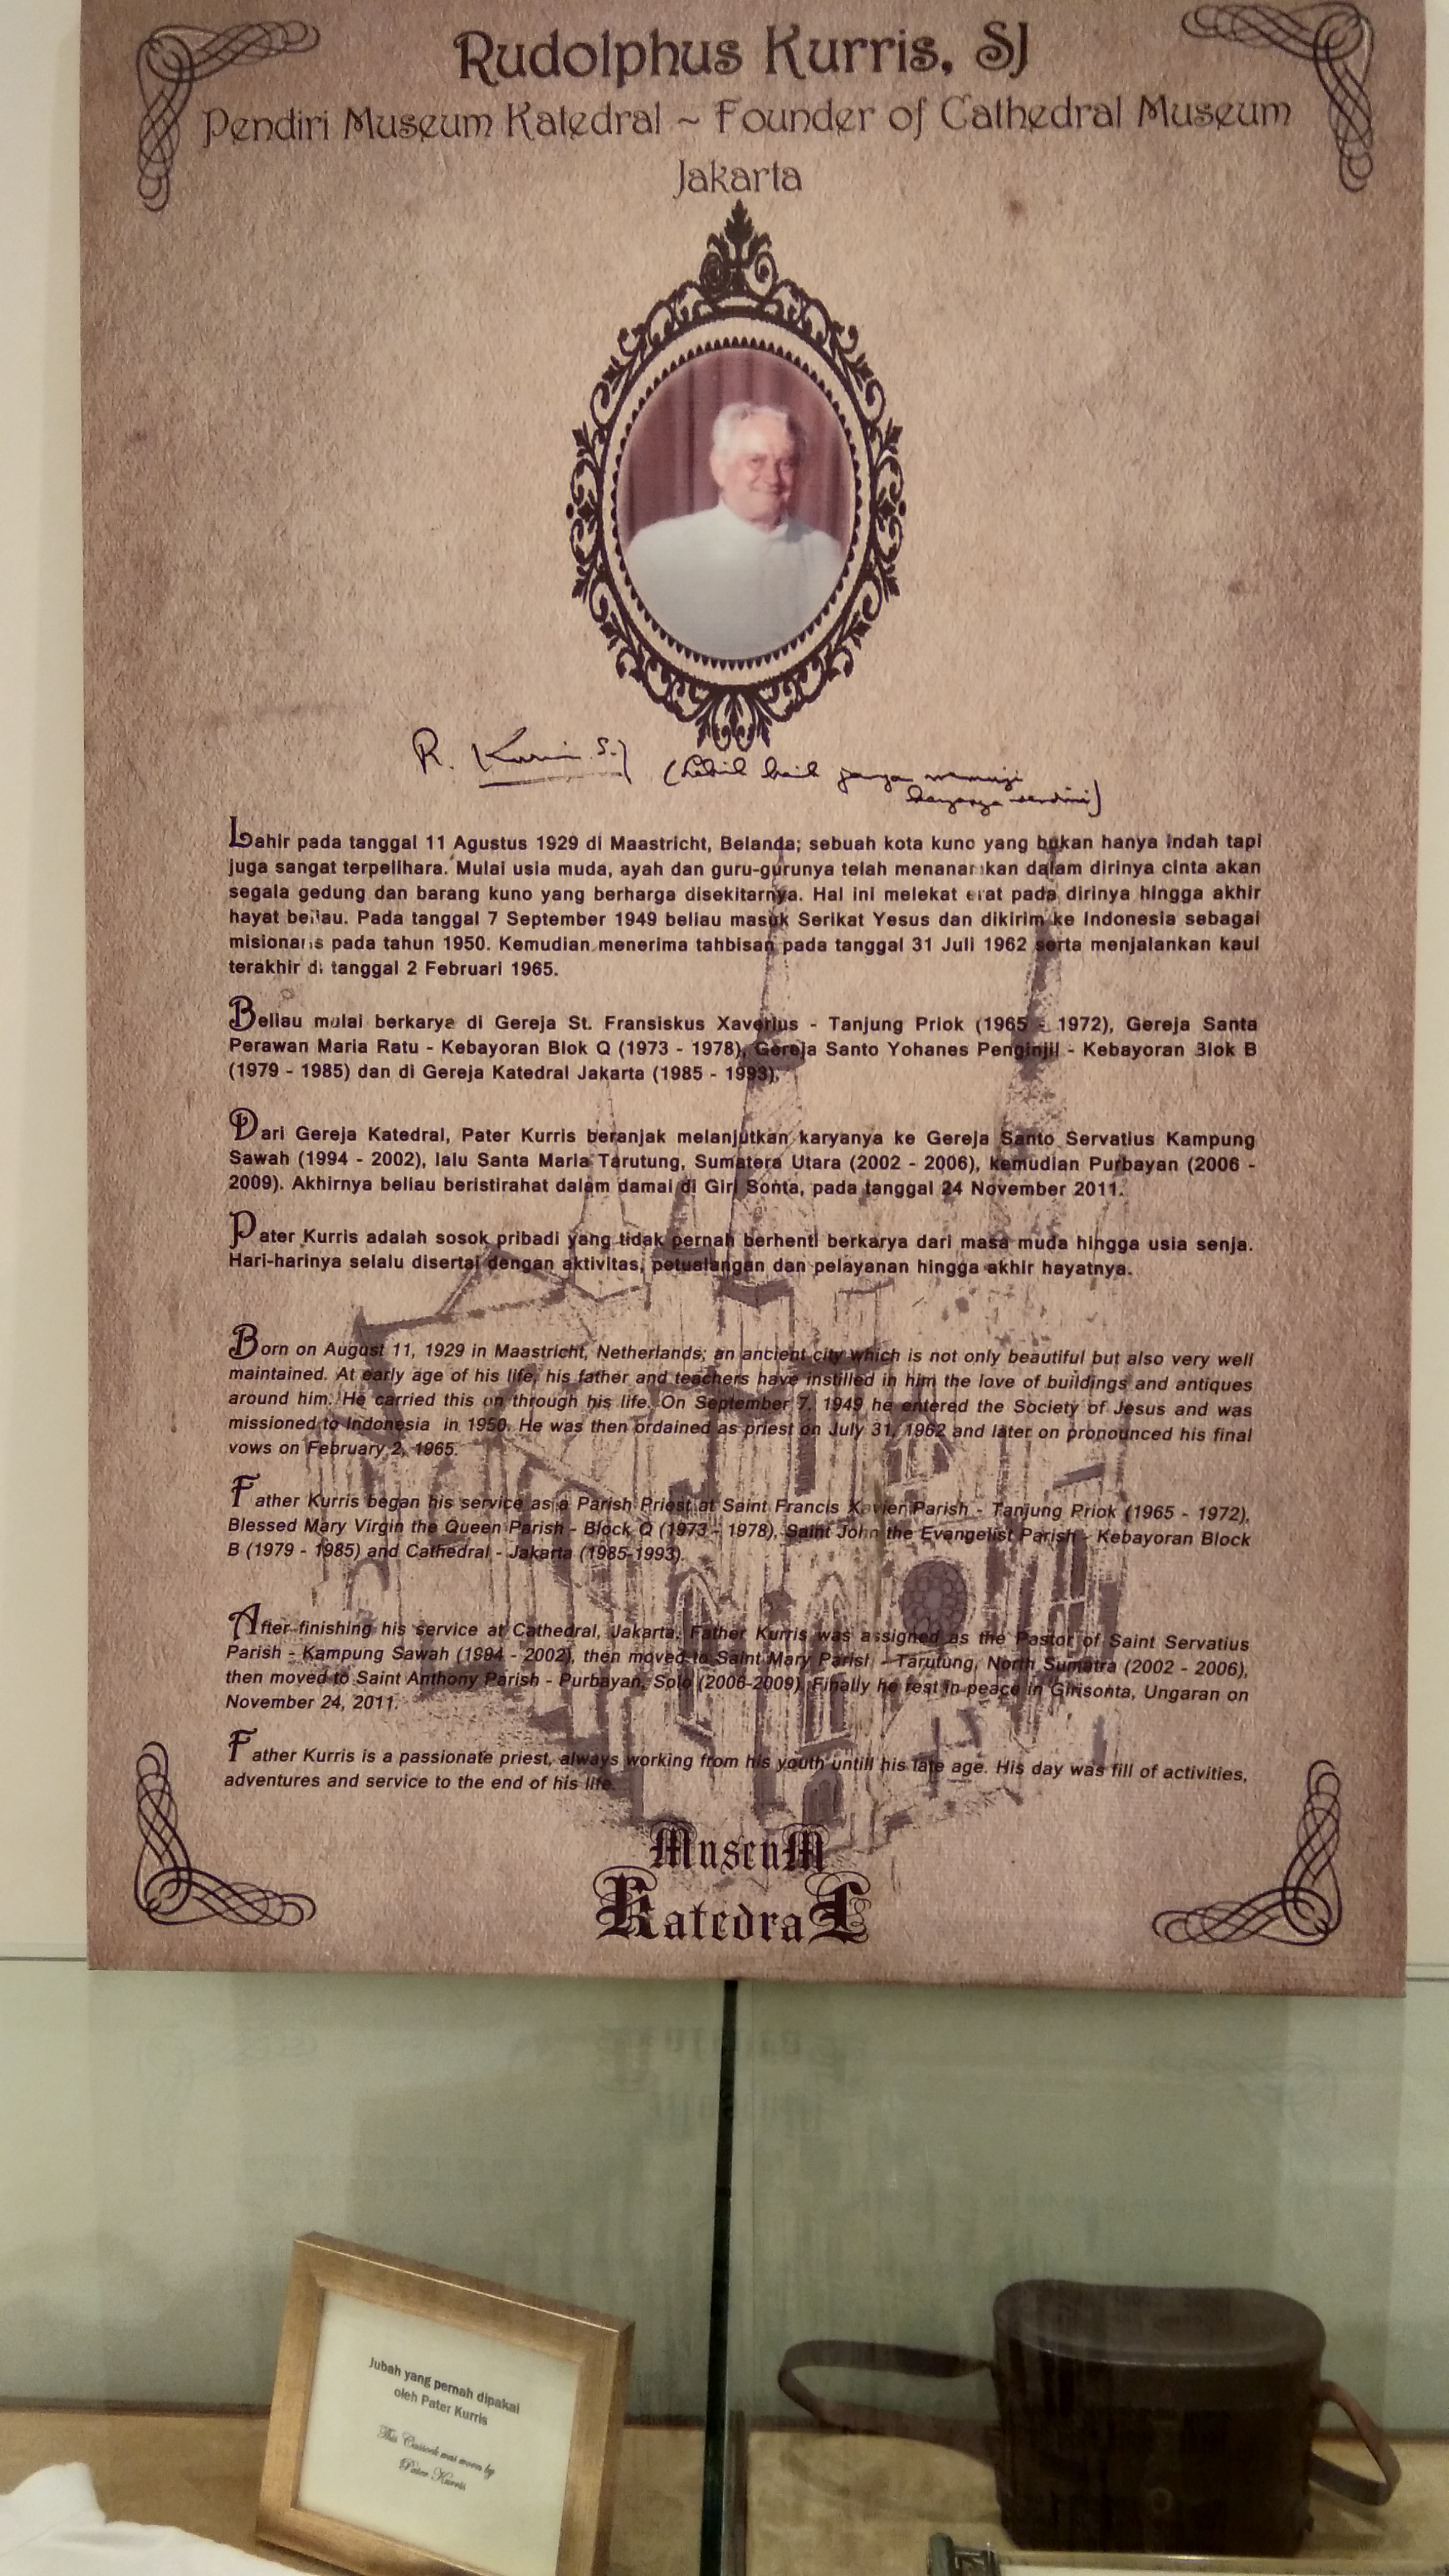 Rudolphus Kurris, SJ
Pendiri Museum Katedral ~ Founder of Cathedral Museum
Jakarta
R. Kurris S.J (Lebih baik jangan memuji
karyanya sendiri)
Lahir pada tanggal 11 Agustus 1929 di Maastricht, Belanda; sebuah kota kuno yang bukan hanya indah tapi
juga sangat terpelihara. Mulai usia muda, ayah dan guru-gurunya telah menanamkan dalam dirinya cinta akan
segala gedung dan barang kuno yang berharga disekitarnya. Hal ini melekat erat pada dirinya hingga akhir
hayat beliau. Pada tanggal 7 September 1949 beliau masuk Serikat Yesus dan dikirim ke Indonesia sebagai
misionaris pada tahun 1950. Kemudian menerima tahbisan pada tanggal 31 Juli 1962 serta menjalankan kaul
terakhir di tanggal 2 Februari 1965.
Beliau mulai berkarya di Gereja St. Fransiskus Xaverius - Tanjung Priok (1965 - 1972), Gereja Santa
Perawan Maria Ratu - Kebayoran Blok Q (1973 - 1978), Gereja Santo Yohanes Penginjil - Kebayoran Blok B
(1979 - 1985) dan di Gereja Katedral Jakarta (1985 - 1993).
Dari Gereja Katedral, Pater Kurris beranjak melanjutkan karyanya ke Gereja Santo Servatius Kampung
Sawah (1994 - 2002), lalu Santa Maria Tarutung, Sumatera Utara (2002 - 2006), kemudian Purbayan (2006 -
2009). Akhirnya beliau beristirahat dalam damai di Giri Sonta, pada tanggal 24 November 2011.
Pater Kurris adalah sosok pribadi yang tidak pernah berhenti berkarya dari masa muda hingga usia senja.
Hari-harinya selalu disertai dengan aktivitas, petualangan dan pelayanan hingga akhir hayatnya.
Born on August 11, 1929 in Maastricht, Netherlands; an ancient city which is not only beautiful but also very well
maintained. At early age of his life, his father and teachers have instilled in him the love of buildings and antiques
around him. He carried this on through his life. On September 7, 1949 he entered the Society of Jesus and was
missioned to Indonesia in 1950. He was then ordained as priest on July 31, 1962 and later on pronounced his final
vows on February 2, 1965.
Father Kurris began his service as a Parish Priest at Saint Francis Xavier Parish - Tanjung Priok (1965 - 1972),
Blessed Mary Virgin the Queen Parish - Block Q (1973 - 1978), Saint John the Evangelist Parish - Kebayoran Block
B (1979 - 1985) and Cathedral - Jakarta (1985-1993).
After finishing his service at Cathedral, Jakarta, Father Kurris was assigned as the Pastor of Saint Servatius
Parish - Kampung Sawah (1994 - 2002), then moved to Saint Mary Parish - Tarutung, North Sumatra (2002 - 2006),
then moved to Saint Anthony Parish - Purbayan, Solo (2006-2009). Finally he rest in peace in Girisonta, Ungaran on
November 24, 2011.
Father Kurris is a passionate priest, always working from his youth untill his late age. His day was fill of activities,
adventures and service to the end of his life.
Museum
Katedral
Jubah yang pernah dipakai
oleh Pater Kurris
This Cassock was worn by
Pater Kurris